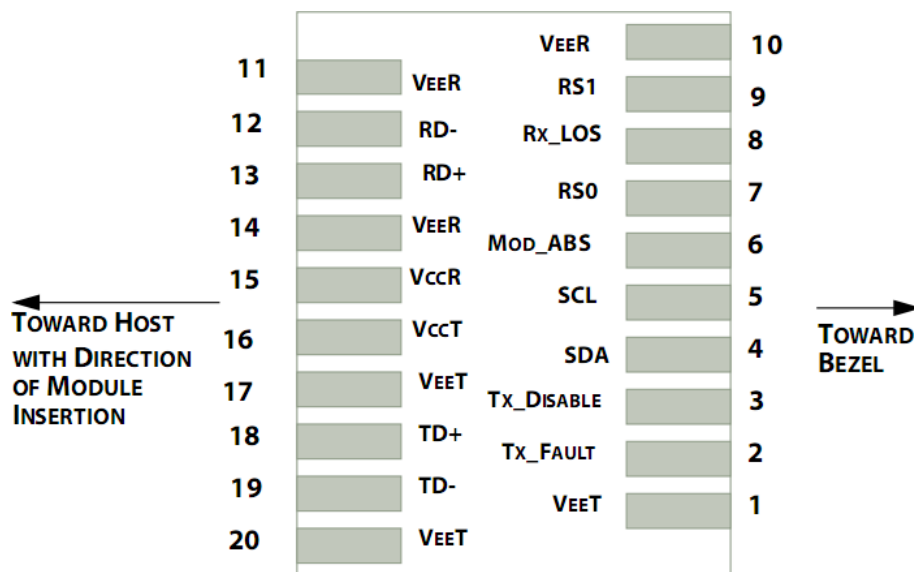 VEER 10
11 VEER
RS1 9
12 RD-
RX_LOS 8
13 RD+
RS0 7
14 VEER
MOD_ABS 6
15 VCCR
SCL 5
TOWARD HOST
WITH DIRECTION
OF MODULE
INSERTION
TOWARD
BEZEL
16 VCCT
SDA 4
17 VEET
TX_DISABLE 3
18 TD+
TX_FAULT 2
19 TD-
VEET 1
20 VEET